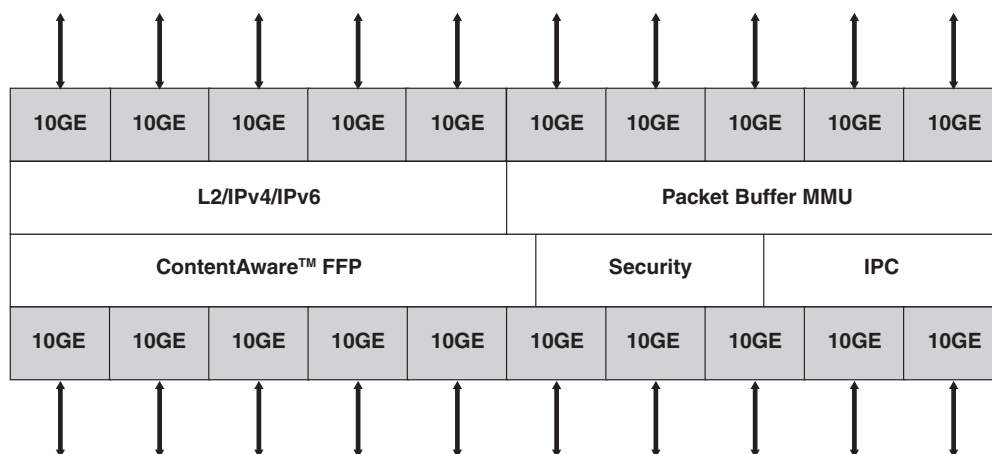 10GE 10GE 10GE 10GE 10GE 10GE 10GE 10GE 10GE 10GE
L2/IPv4/IPv6 Packet Buffer MMU
ContentAware™ FFP Security IPC
10GE 10GE 10GE 10GE 10GE 10GE 10GE 10GE 10GE 10GE